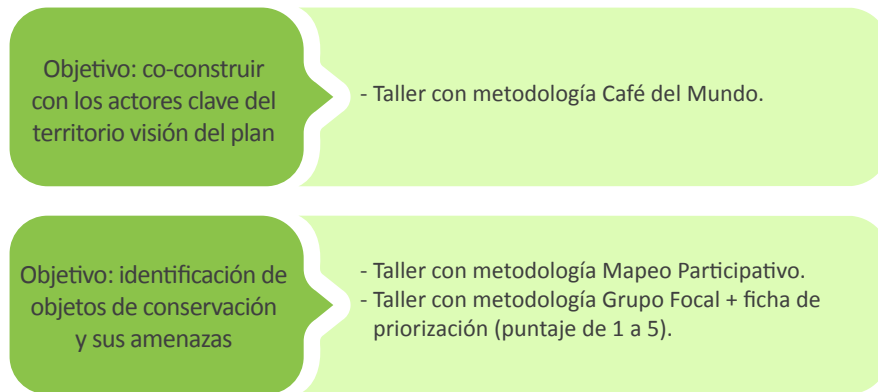 Objetivo: co-construir
con los actores clave del
territorio visión del plan
- Taller con metodología Café del Mundo.
Objetivo: identificación de
objetos de conservación
y sus amenazas
- Taller con metodología Mapeo Participativo.
- Taller con metodología Grupo Focal + ficha de
priorización (puntaje de 1 a 5).